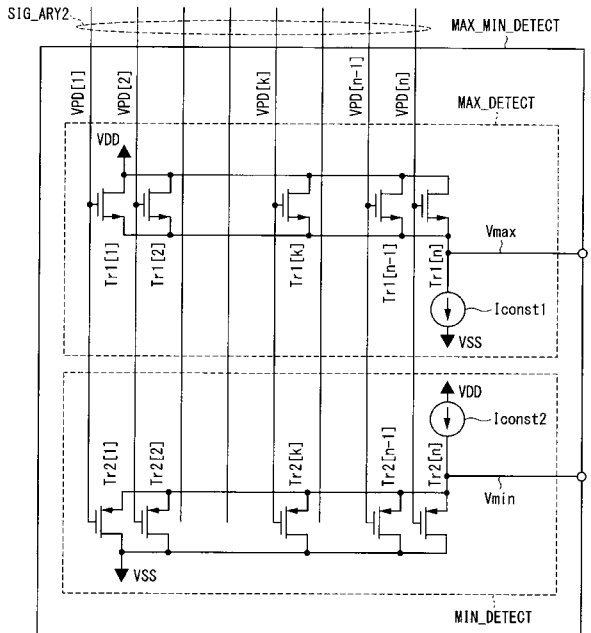 SIG_ARY2
MAX_MIN_DETECT
VPD[1]
VPD[2]
VPD[k]
VPD[n-1]
VPD[n]
MAX_DETECT
VDD
Tr1[1]
Tr1[2]
Tr1[k]
Tr1[n-1]
Tr1[n]
Vmax
Iconst1
VSS
VDD
Iconst2
Tr2[1]
Tr2[2]
Tr2[k]
Tr2[n-1]
Tr2[n]
Vmin
VSS
MIN_DETECT